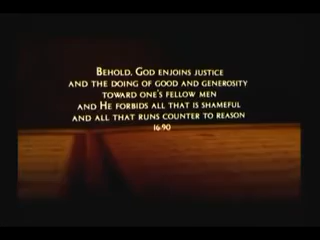 BEHOLD, GOD ENJOINS JUSTICE
AND THE DOING OF GOOD AND GENEROSITY
TOWARD ONE'S FELLOW MEN
AND HE FORBIDS ALL THAT IS SHAMEFUL
AND ALL THAT RUNS COUNTER TO REASON
16:90